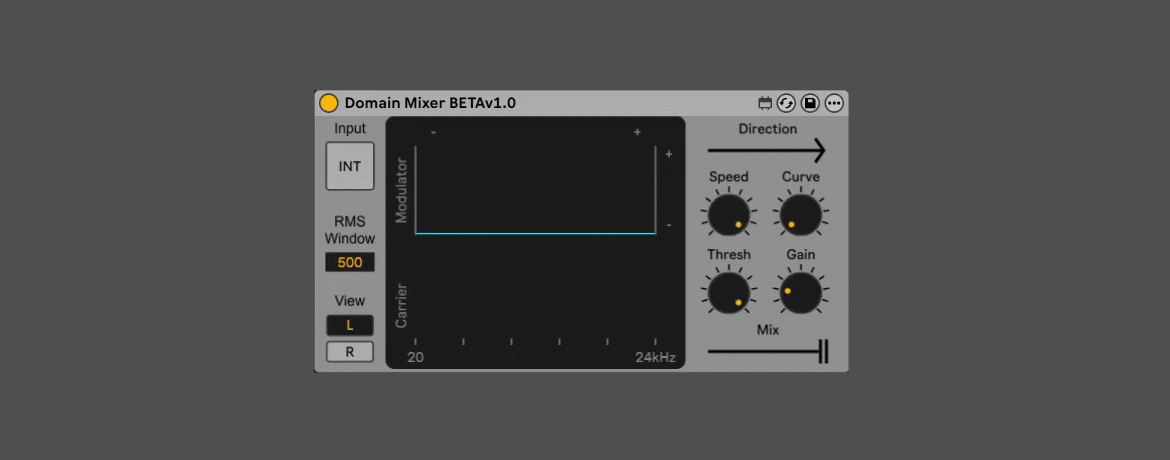 Domain Mixer BETAv1.0
Input
INT
RMS
Window
500
View
L
R
- +
Modulator
+
-
Carrier
20 24kHz
Direction
Speed Curve
Thresh Gain
Mix